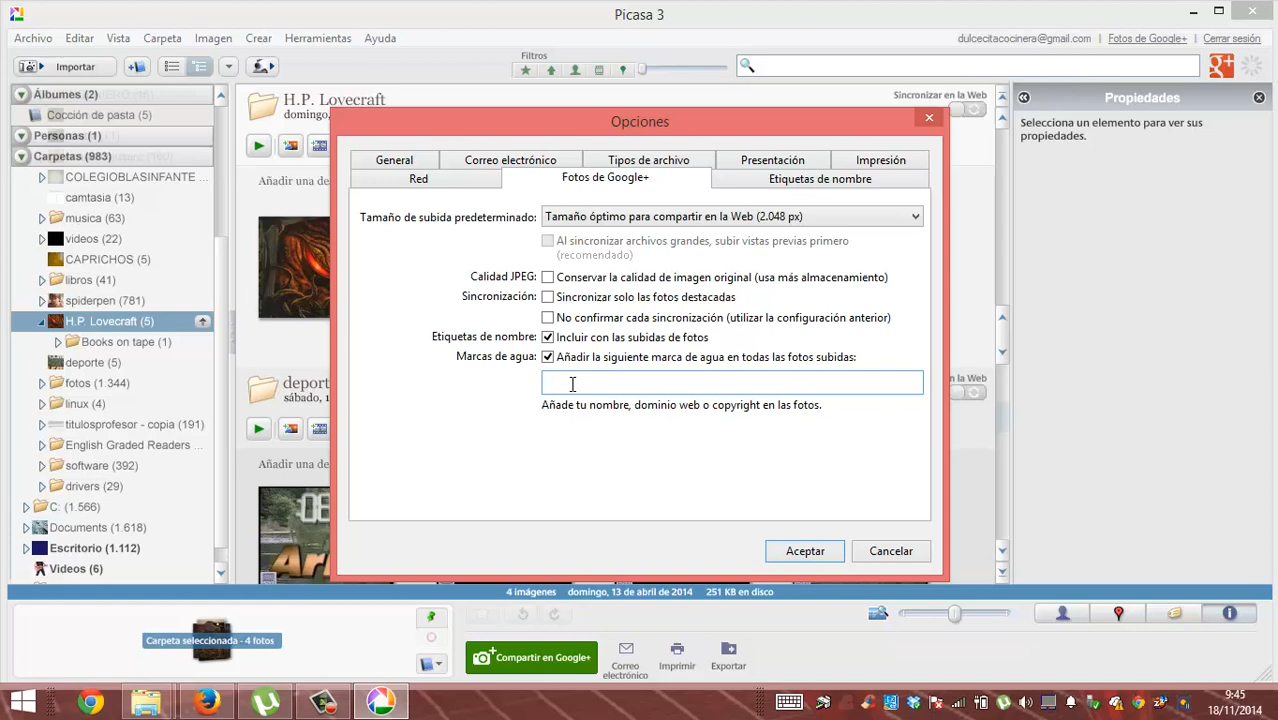 Picasa 3
Archivo Editar Vista Carpeta Imagen Crear Herramientas Ayuda
dulcecitacocinera@gmail.com | Fotos de Google+ | Cerrar sesión
Importar
Filtros
Álbumes (2)
Cocción de pasta (5)
Personas (1)
Carpetas (983)
COLEGIOBLASINFANTE ...
camtasia (13)
musica (63)
videos (22)
CAPRICHOS (5)
libros (41)
spiderpen (781)
H.P. Lovecraft (5)
Books on tape (1)
deporte (5)
fotos (1.344)
linux (4)
titulosprofesor - copia (191)
English Graded Readers ...
software (392)
drivers (29)
C: (1.566)
Documents (1.618)
Escritorio (1.112)
Videos (6)
H.P. Lovecraft
domingo,
Sincronizar en la Web
Añadir una de
deport
sábado, 1
en la Web
Añadir una de
Opciones
General Correo electrónico Tipos de archivo Presentación Impresión
Red Fotos de Google+ Etiquetas de nombre
Tamaño de subida predeterminado: Tamaño óptimo para compartir en la Web (2.048 px)
Al sincronizar archivos grandes, subir vistas previas primero
(recomendado)
Calidad JPEG: Conservar la calidad de imagen original (usa más almacenamiento)
Sincronización: Sincronizar solo las fotos destacadas
No confirmar cada sincronización (utilizar la configuración anterior)
Etiquetas de nombre: Incluir con las subidas de fotos
Marcas de agua: Añadir la siguiente marca de agua en todas las fotos subidas:
Añade tu nombre, dominio web o copyright en las fotos.
Aceptar Cancelar
Propiedades
Selecciona un elemento para ver sus
propiedades.
4 imágenes domingo, 13 de abril de 2014 251 KB en disco
Carpeta seleccionada - 4 fotos
Compartir en Google+
Correo
electrónico
Imprimir
Exportar
9:45
18/11/2014